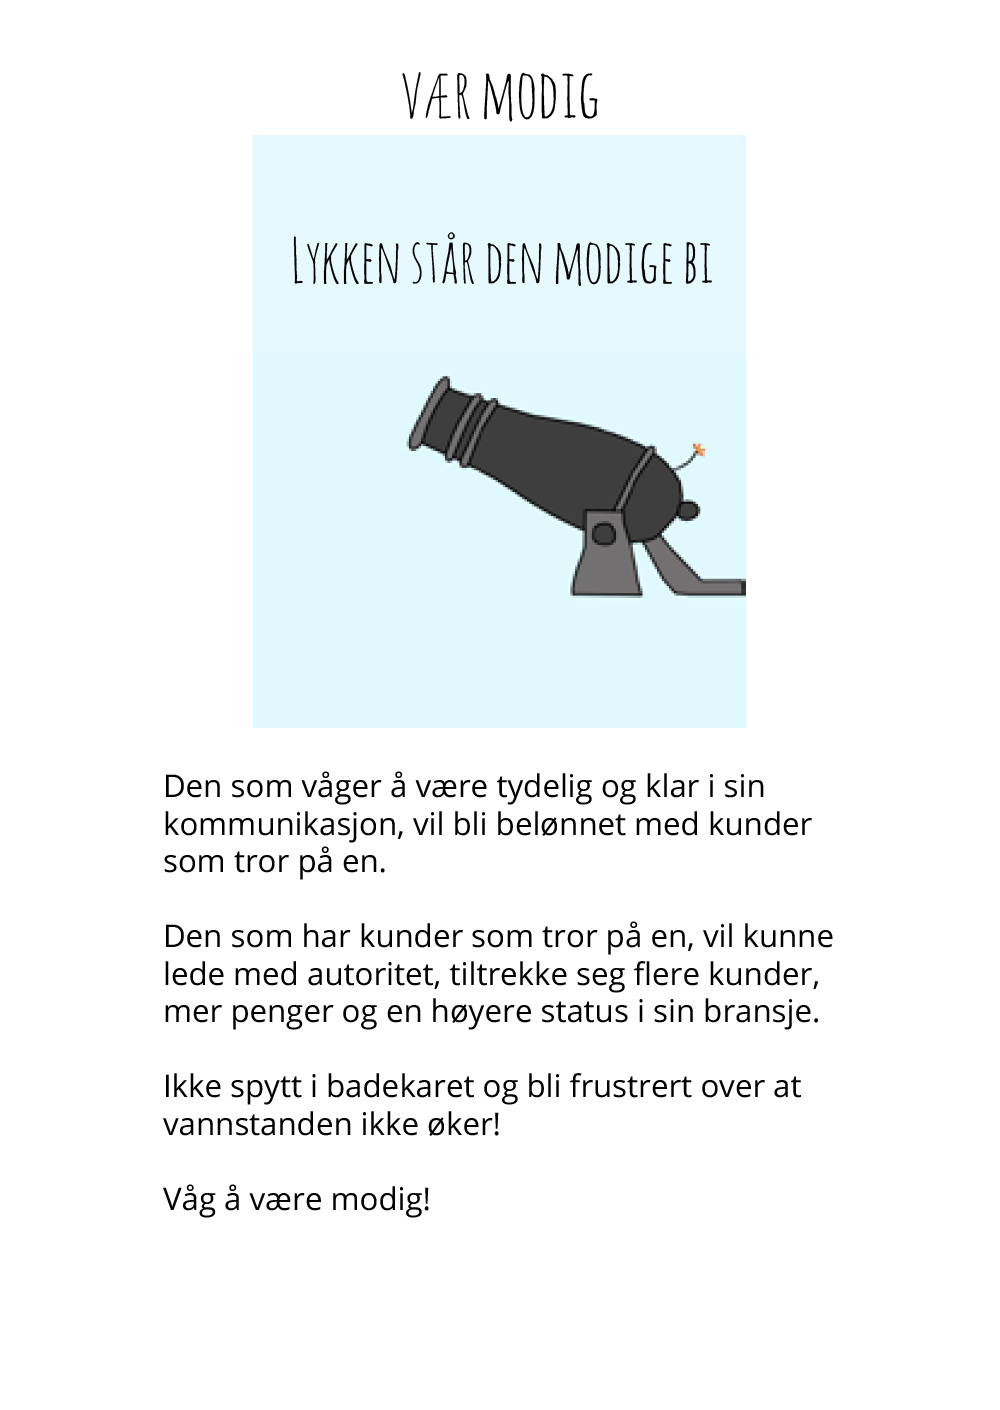 VÆR MODIG
LYKKEN STÅR DEN MODIGE BI
Den som våger å være tydelig og klar i sin
kommunikasjon, vil bli belønnet med kunder
som tror på en.
Den som har kunder som tror på en, vil kunne
lede med autoritet, tiltrekke seg flere kunder,
mer penger og en høyere status i sin bransje.
Ikke spytt i badekaret og bli frustrert over at
vannstanden ikke øker!
Våg å være modig!